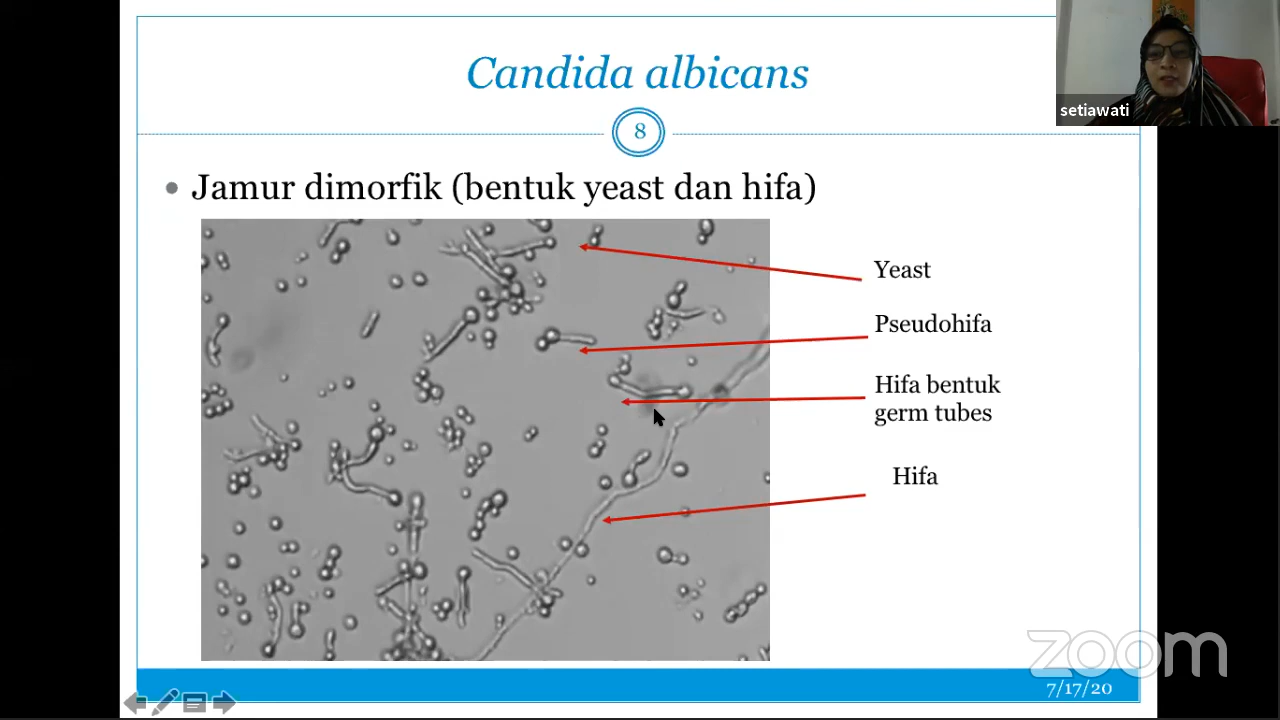 Candida albicans
setiawati
8
• Jamur dimorfik (bentuk yeast dan hifa)
Yeast
Pseudohifa
Hifa bentuk
germ tubes
Hifa
zoom
7/17/20